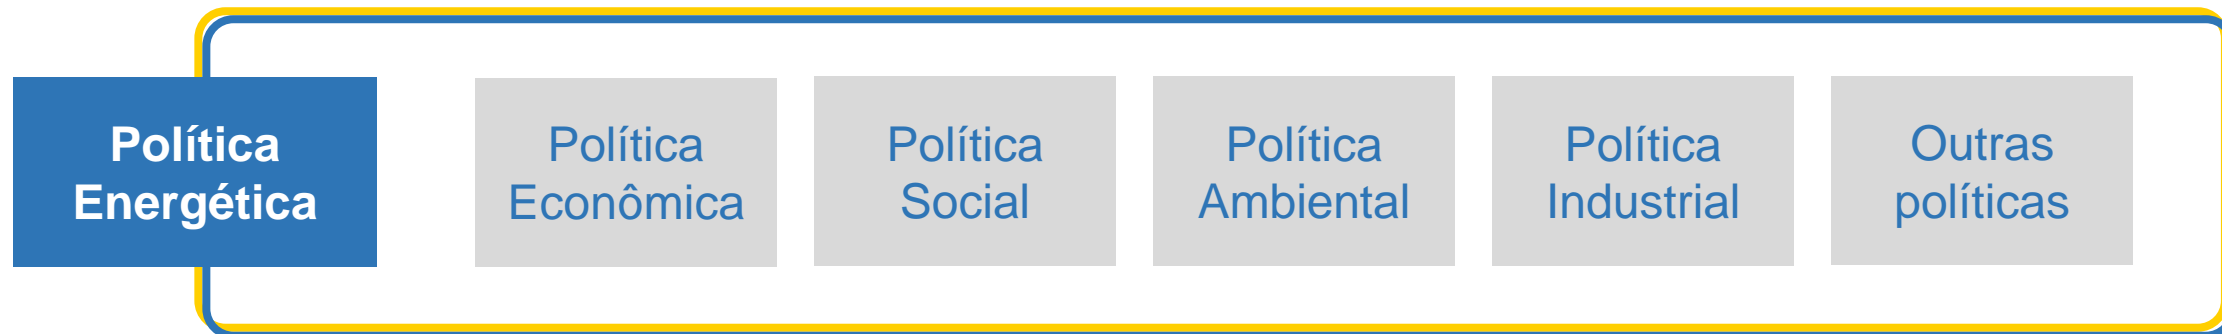 Política
Energética
Política
Econômica
Política
Social
Política
Ambiental
Política
Industrial
Outras
políticas